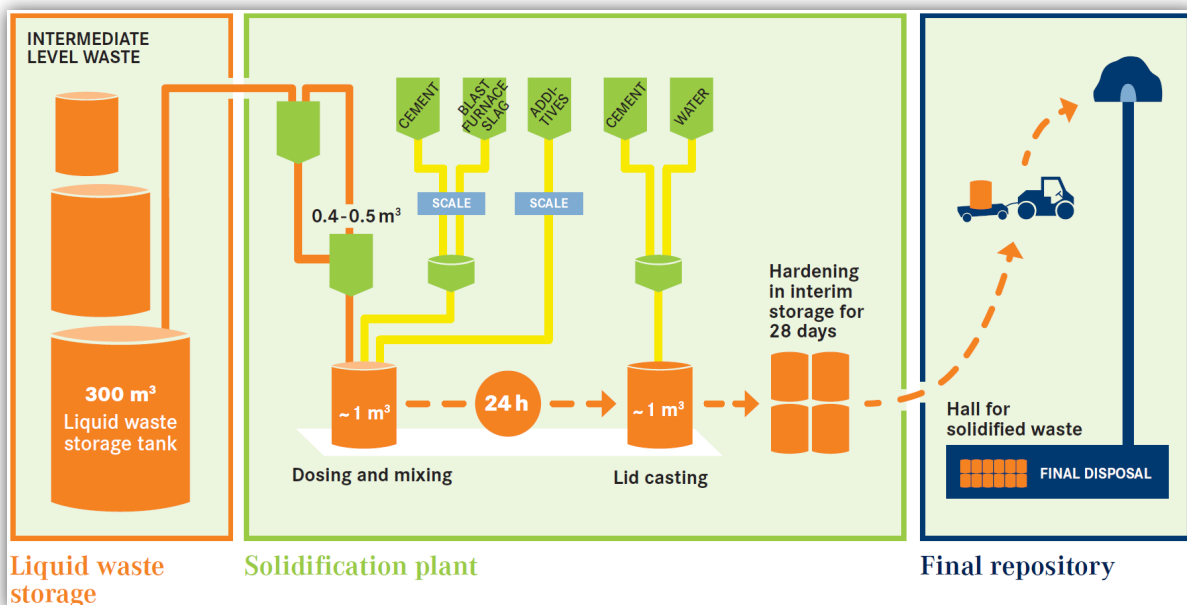 INTERMEDIATE
LEVEL WASTE
300 m³
Liquid waste
storage tank
Liquid waste
storage
0.4-0.5 m³
CEMENT
BLAST
FURNACE
SLAG
ADDI-
TIVES
SCALE
SCALE
CEMENT
WATER
~ 1 m³
24 h
~ 1 m³
Dosing and mixing
Lid casting
Hardening
in interim
storage for
28 days
Solidification plant
Hall for
solidified waste
FINAL DISPOSAL
Final repository